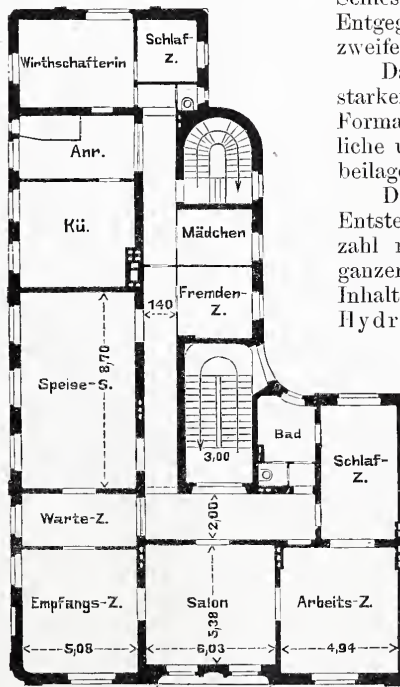 Wirthschafterin
Schlaf-
Z.
Anr.
Kü.
Mädchen
Fremden-
Z.
140
8,70
Speise-S.
3,00
Bad
Schlaf-
Z.
Warte-Z.
2,00
Empfangs-Z.
Salon
Arbeits-Z.
5,38
5,08
6,03
4,94
Entgeg
zweife
Da
starke
Forma
liche u
beilage
D
Entste
zahl
ganzer
Inhalt
Hydr